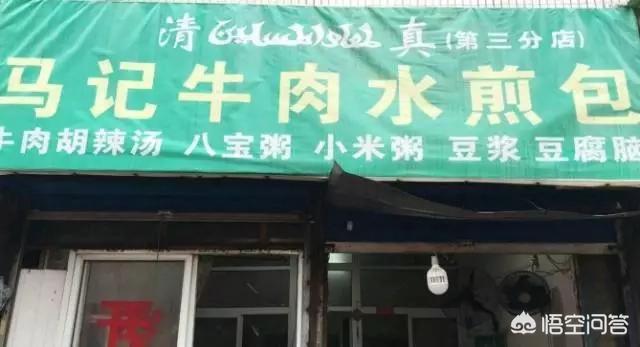 清 真 (第三分店)
马记牛肉水煎包
牛肉胡辣汤 八宝粥 小米粥 豆浆 豆腐脑
悟空问答